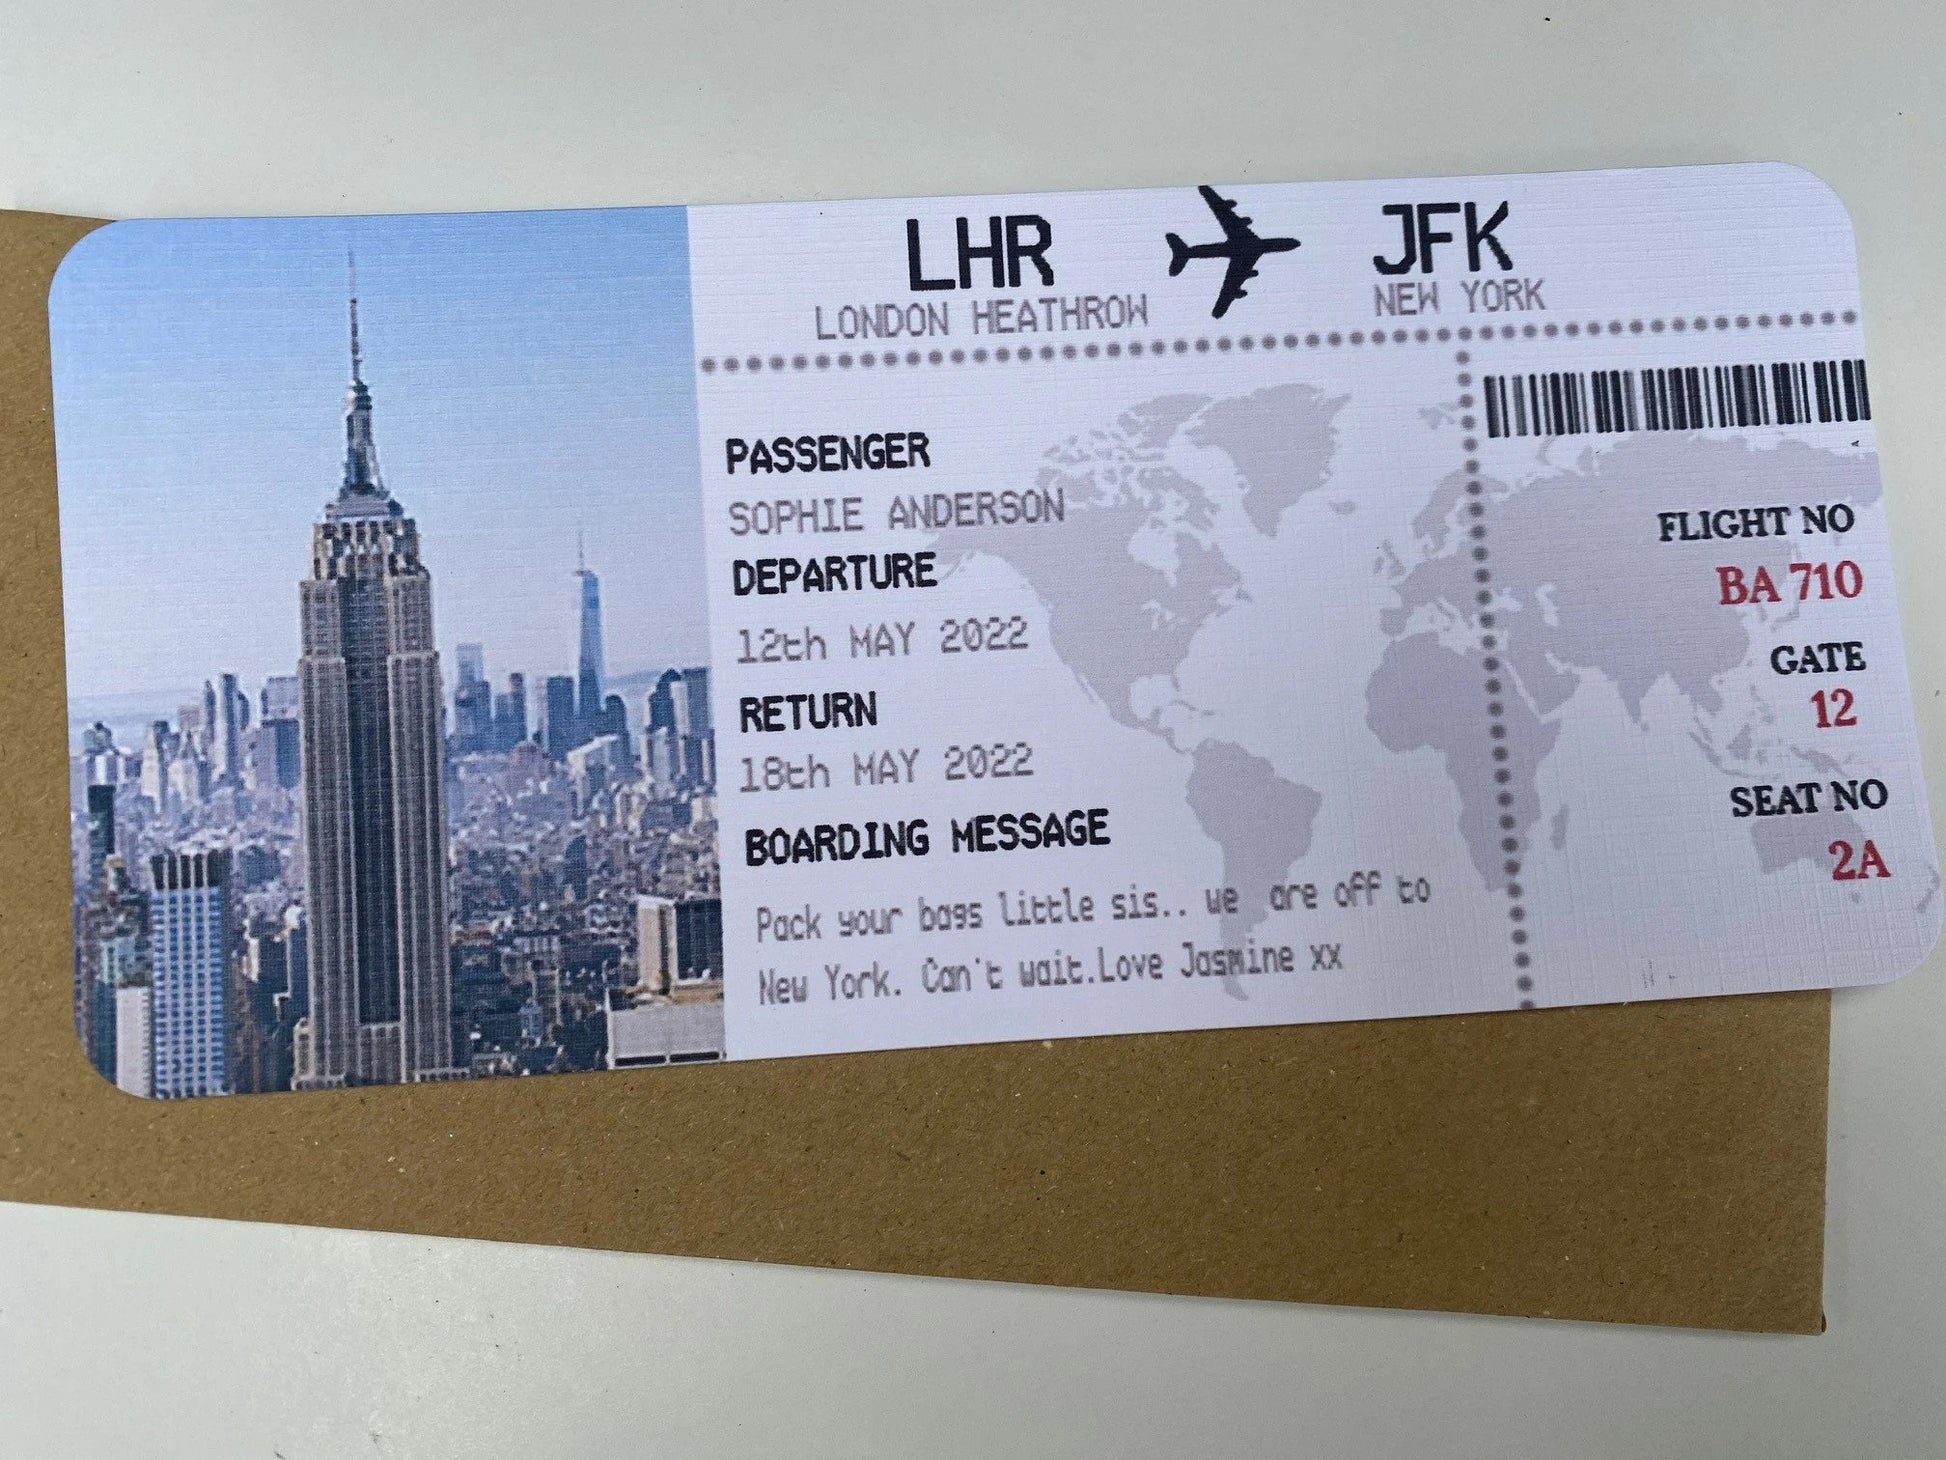 LHR JFK
LONDON HEATHROW NEW YORK
PASSENGER
SOPHIE ANDERSON
DEPARTURE
12th MAY 2022
RETURN
18th MAY 2022
BOARDING MESSAGE
Pack your bags little sis.. we are off to
New York. Can't wait.Love Jasmine xx
A
FLIGHT NO
BA 710
GATE
12
SEAT NO
2A